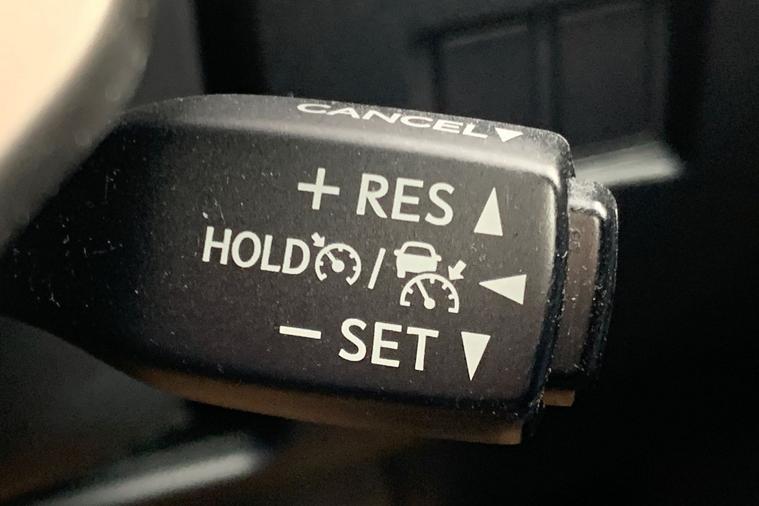 CANCEL▼
+ RES ▲
HOLD / ◀
− SET ▼